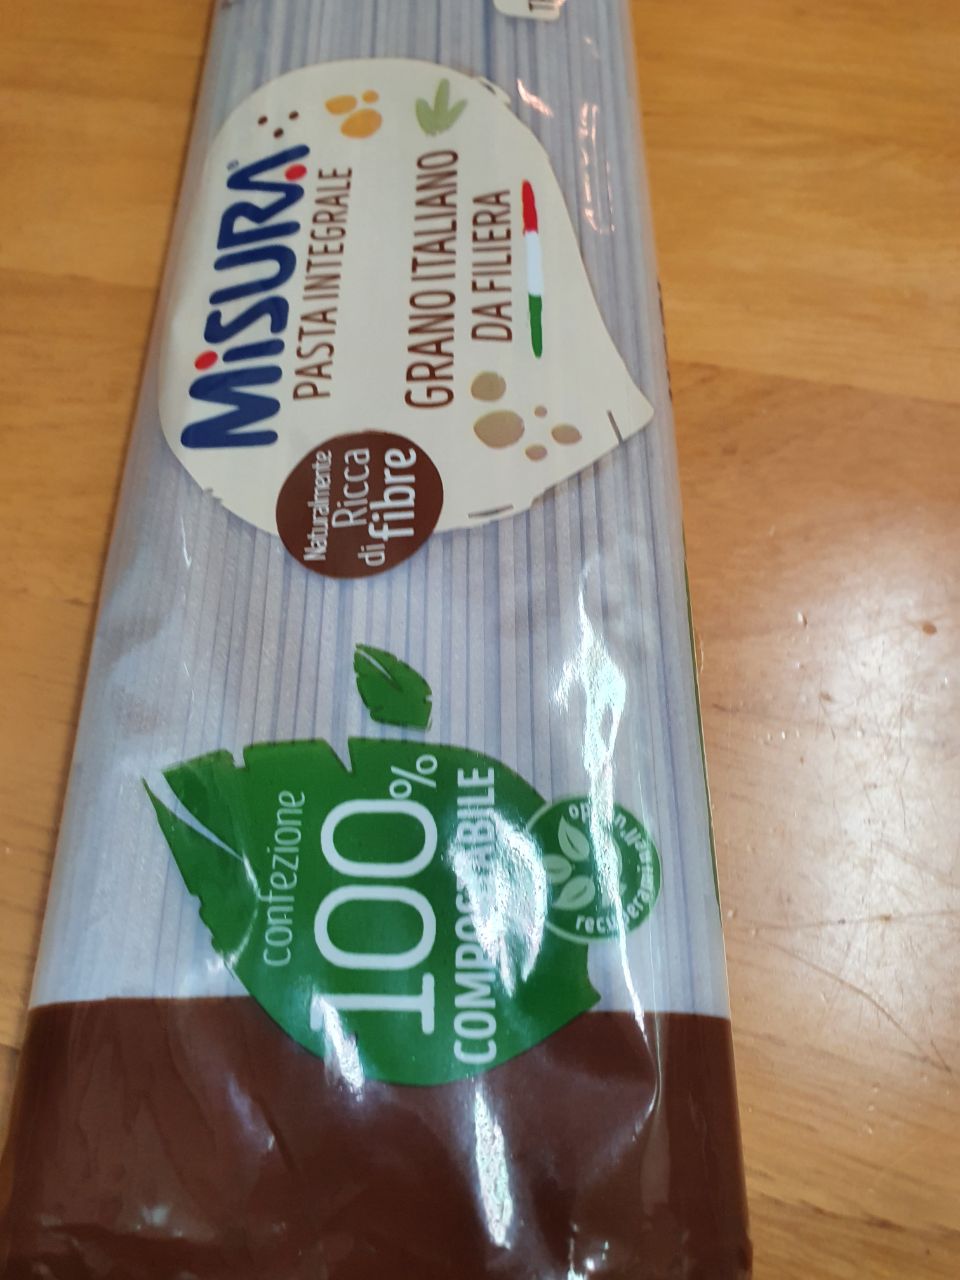 MiSURA®
PASTA INTEGRALE
GRANO ITALIANO
DA FILIERA
Naturalmente
Ricca
di fibre
confezione
100%
COMPOSTABILE